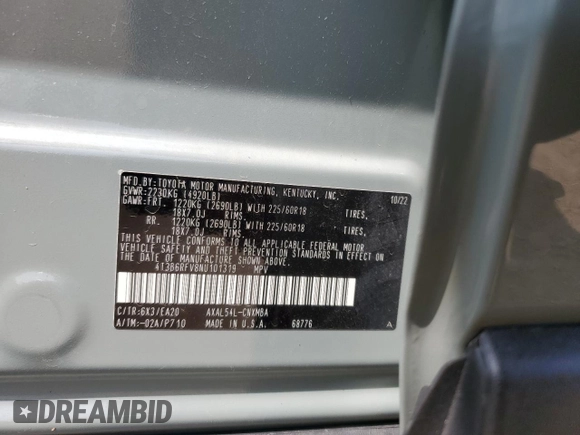 MFD.BY:TOYOTA MOTOR MANUFACTURING, KENTUCKY, INC. 10/22
GVWR:2230KG (4920LB)
GAWR:FRT. 1220KG (2690LB) WITH 225/60R18 TIRES,
18X7.0J RIMS,
RR. 1220KG (2690LB) WITH 225/60R18 TIRES,
18X7.0J RIMS,
THIS VEHICLE CONFORMS TO ALL APPLICABLE FEDERAL MOTOR
VEHICLE SAFETY AND THEFT PREVENTION STANDARDS IN EFFECT ON
THE DATE OF MANUFACTURE SHOWN ABOVE.
4T3B6RFV8NU101319 MPV
C/TR:6X3/EA20 AXAL54L-CNXMBA
A/TM:-02A/P710 MADE IN U.S.A. 68776 A
DREAMBID